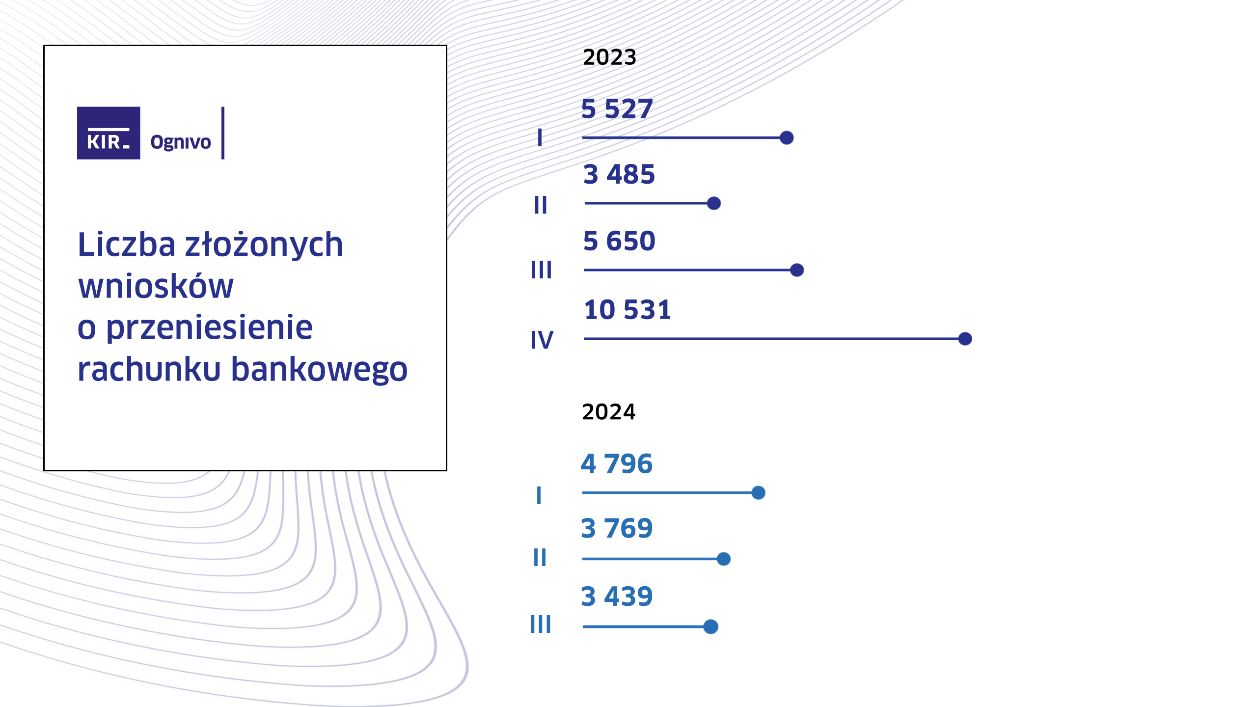 KIR
Ognivo
Liczba złożonych
wniosków
o przeniesienie
rachunku bankowego
2023
5 527
I
3 485
II
5 650
III
10 531
IV
2024
4 796
I
3 769
II
3 439
III